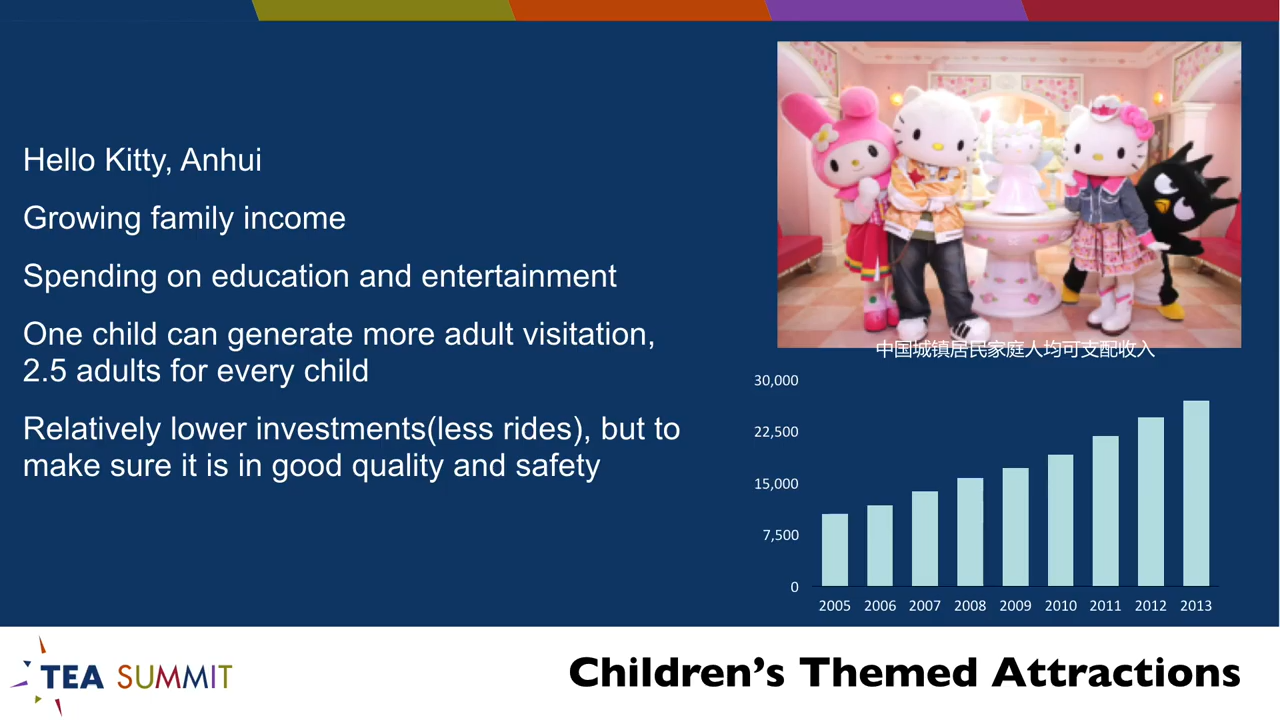 Hello Kitty, Anhui
Growing family income
Spending on education and entertainment
One child can generate more adult visitation,
2.5 adults for every child
Relatively lower investments(less rides), but to
make sure it is in good quality and safety
中国城镇居民家庭人均可支配收入
30,000
22,500
15,000
7,500
0
2005 2006 2007 2008 2009 2010 2011 2012 2013
TEA SUMMIT
Children’s Themed Attractions